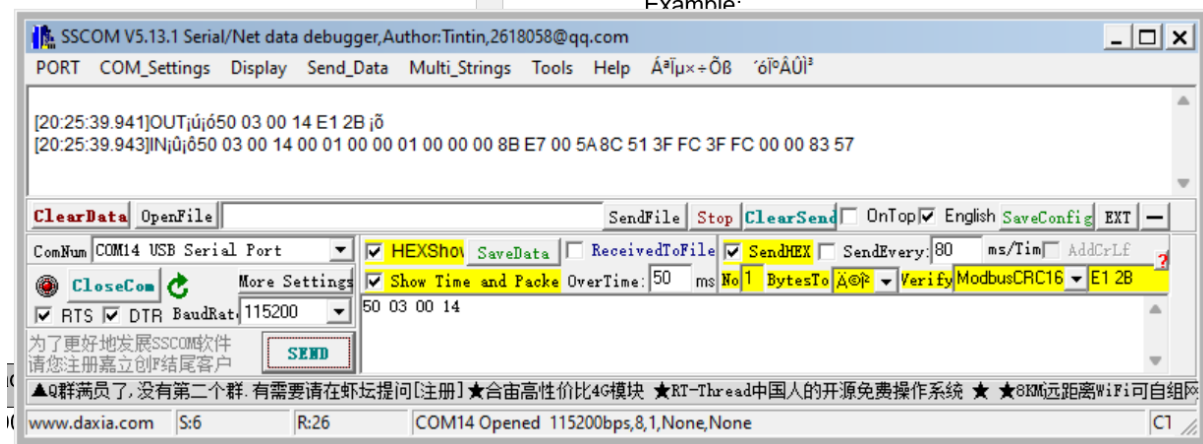 Example:
SSCOM V5.13.1 Serial/Net data debugger,Author:Tintin,2618058@qq.com
PORT COM_Settings Display Send_Data Multi_Strings Tools Help ÁªÏµ×÷Õß ´óÏºÂÛÌ³
[20:25:39.941]OUT¡ú¡ó50 03 00 14 E1 2B ¡õ
[20:25:39.943]IN¡û¡ô50 03 00 14 00 01 00 00 01 00 00 00 8B E7 00 5A 8C 51 3F FC 3F FC 00 00 83 57
ClearData OpenFile SendFile Stop ClearSend OnTop English SaveConfig EXT —
ComNum COM14 USB Serial Port HEXShow SaveData ReceivedToFile SendHEX SendEvery: 80 ms/Tim AddCrLf
CloseCom More Settings Show Time and Packe OverTime: 50 ms No 1 BytesTo Verify ModbusCRC16 E1 2B ?
RTS DTR BaudRat 115200 50 03 00 14
为了更好地发展SSCOM软件
请您注册嘉立创F结尾客户
SEND
▲Q群满员了,没有第二个群.有需要请在虾坛提问[注册]★合宙高性价比4G模块 ★RT-Thread中国人的开源免费操作系统 ★ ★8KM远距离WiFi可自组网
www.daxia.com S:6 R:26 COM14 Opened 115200bps,8,1,None,None